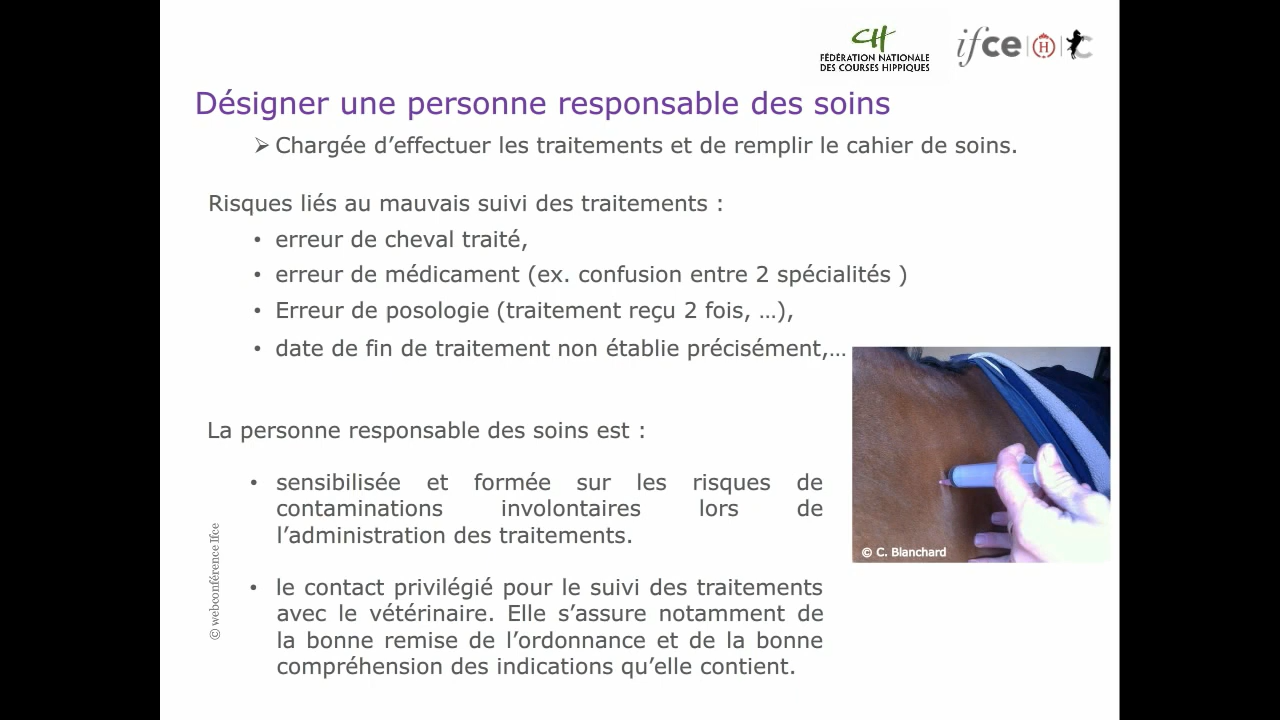 CH
FÉDÉRATION NATIONALE
DES COURSES HIPPIQUES
ifce
H
C
Désigner une personne responsable des soins
➢ Chargée d’effectuer les traitements et de remplir le cahier de soins.
Risques liés au mauvais suivi des traitements :
• erreur de cheval traité,
• erreur de médicament (ex. confusion entre 2 spécialités )
• Erreur de posologie (traitement reçu 2 fois, …),
• date de fin de traitement non établie précisément,…
La personne responsable des soins est :
• sensibilisée et formée sur les risques de
contaminations involontaires lors de
l’administration des traitements.
• le contact privilégié pour le suivi des traitements
avec le vétérinaire. Elle s’assure notamment de
la bonne remise de l’ordonnance et de la bonne
compréhension des indications qu’elle contient.
© C. Blanchard
© webconférence Ifce